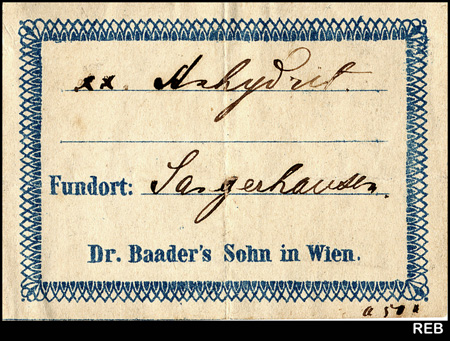 xx. Anhydrit.
Fundort: Sangerhausen.
Dr. Baader's Sohn in Wien.
REB